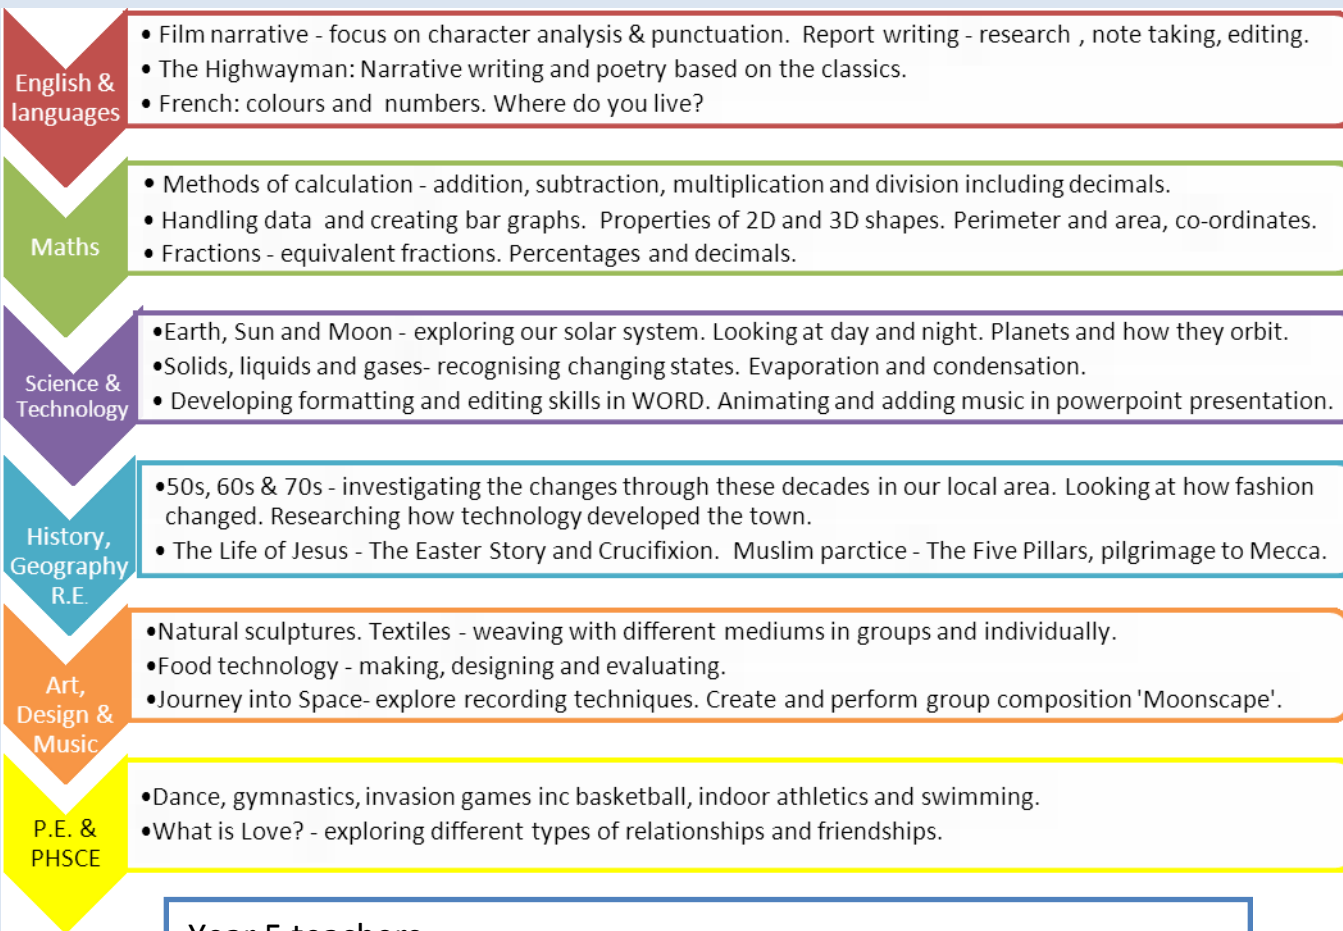 English &
languages
• Film narrative - focus on character analysis & punctuation.  Report writing - research , note taking, editing.
• The Highwayman: Narrative writing and poetry based on the classics.
• French: colours and  numbers. Where do you live?
Maths
• Methods of calculation - addition, subtraction, multiplication and division including decimals.
• Handling data  and creating bar graphs.  Properties of 2D and 3D shapes. Perimeter and area, co-ordinates.
• Fractions - equivalent fractions. Percentages and decimals.
Science &
Technology
•Earth, Sun and Moon - exploring our solar system. Looking at day and night. Planets and how they orbit.
•Solids, liquids and gases- recognising changing states. Evaporation and condensation.
• Developing formatting and editing skills in WORD. Animating and adding music in powerpoint presentation.
History,
Geography
R.E.
•50s, 60s & 70s - investigating the changes through these decades in our local area. Looking at how fashion
changed. Researching how technology developed the town.
• The Life of Jesus - The Easter Story and Crucifixion.  Muslim parctice - The Five Pillars, pilgrimage to Mecca.
Art,
Design &
Music
•Natural sculptures. Textiles - weaving with different mediums in groups and individually.
•Food technology - making, designing and evaluating.
•Journey into Space- explore recording techniques. Create and perform group composition 'Moonscape'.
P.E. &
PHSCE
•Dance, gymnastics, invasion games inc basketball, indoor athletics and swimming.
•What is Love? - exploring different types of relationships and friendships.
Year 5 teachers